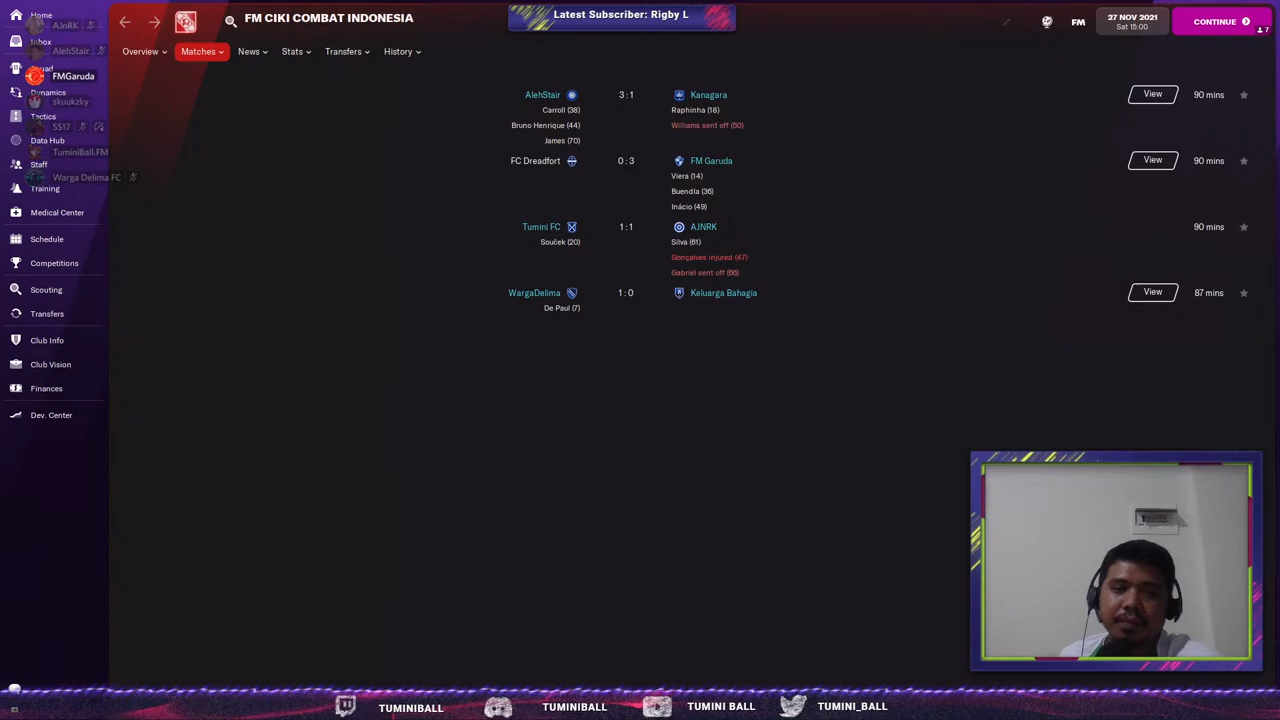 Home
AJnRK
Inbox
AlehStair
Squad
FMGaruda
Dynamics
skuukzky
Tactics
SS17
Data Hub
TuminiBall.FM
Staff
Warga Delima FC
Training
Medical Center
Schedule
Competitions
Scouting
Transfers
Club Info
Club Vision
Finances
Dev. Center
FM CIKI COMBAT INDONESIA
Latest Subscriber: Rigby L
FM
27 NOV 2021
Sat 15:00
CONTINUE
7
Overview
Matches
News
Stats
Transfers
History
AlehStair 3 : 1 Kanagara View 90 mins
Carroll (38) Raphinha (18)
Bruno Henrique (44) Williams sent off (50)
James (70)
FC Dreadfort 0 : 3 FM Garuda View 90 mins
Viera (14)
Buendía (36)
Inácio (49)
Tumini FC 1 : 1 AJNRK 90 mins
Souček (20) Silva (61)
Gonçalves injured (47)
Gabriel sent off (66)
WargaDelima 1 : 0 Keluarga Bahagia View 87 mins
De Paul (7)
TUMINIBALL
TUMINIBALL
TUMINI BALL
TUMINI_BALL